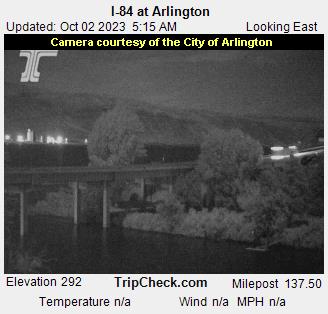 I-84 at Arlington
Updated: Oct 02 2023 5:15 AM Looking East
Camera courtesy of the City of Arlington
Elevation 292 TripCheck.com Milepost 137.50
Temperature n/a Wind n/a MPH n/a